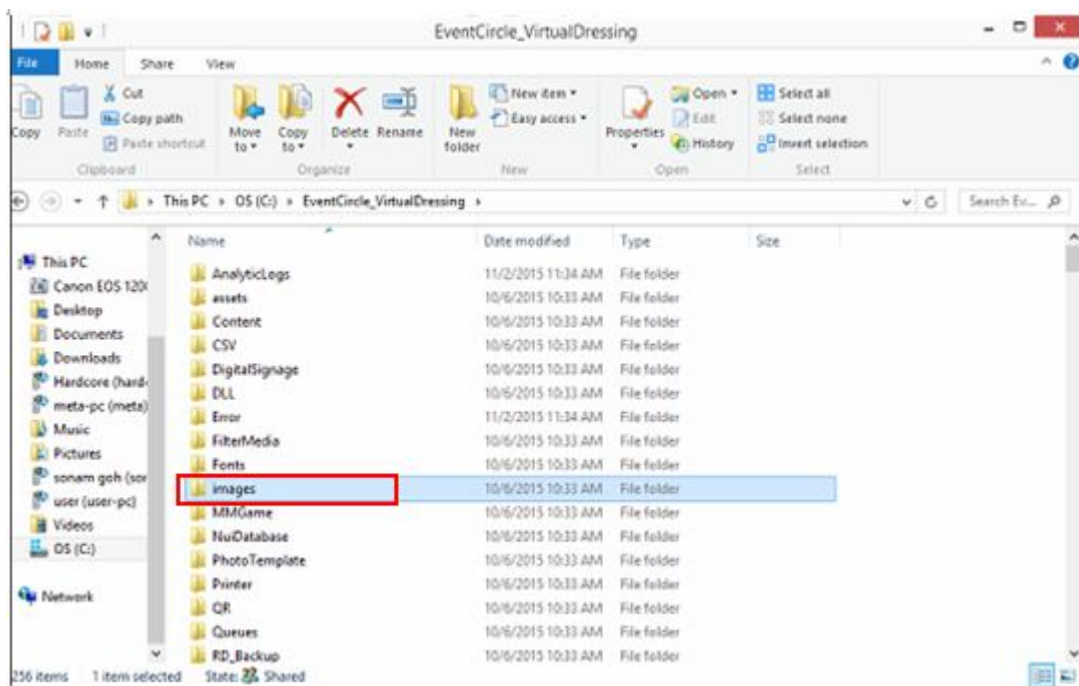 EventCircle_VirtualDressing
File Home Share View
Copy
Paste
Cut
Copy path
Paste shortcut
Clipboard
Move to
Copy to
Delete
Rename
Organize
New folder
New item
Easy access
New
Properties
Open
Edit
History
Open
Select all
Select none
Invert selection
Select
This PC OS (C:) EventCircle_VirtualDressing
Search Ev...
Name Date modified Type Size
This PC
Canon EOS 120
Desktop
Documents
Downloads
Hardcore (hard
meta-pc (meta)
Music
Pictures
sonam goh (sor
user (user-pc)
Videos
OS (C:)
Network
AnalyticLogs 11/2/2015 11:34 AM File folder
assets 10/6/2015 10:33 AM File folder
Content 10/6/2015 10:33 AM File folder
CSV 10/6/2015 10:33 AM File folder
DigitalSignage 10/6/2015 10:33 AM File folder
DLL 10/6/2015 10:33 AM File folder
Error 11/2/2015 11:34 AM File folder
FilterMedia 10/6/2015 10:33 AM File folder
Fonts 10/6/2015 10:33 AM File folder
images 10/6/2015 10:33 AM File folder
MMGame 10/6/2015 10:33 AM File folder
NuiDatabase 10/6/2015 10:33 AM File folder
PhotoTemplate 10/6/2015 10:33 AM File folder
Printer 10/6/2015 10:33 AM File folder
QR 10/6/2015 10:33 AM File folder
Queues 10/6/2015 10:33 AM File folder
RD_Backup 10/6/2015 10:33 AM File folder
256 items 1 item selected State: Shared